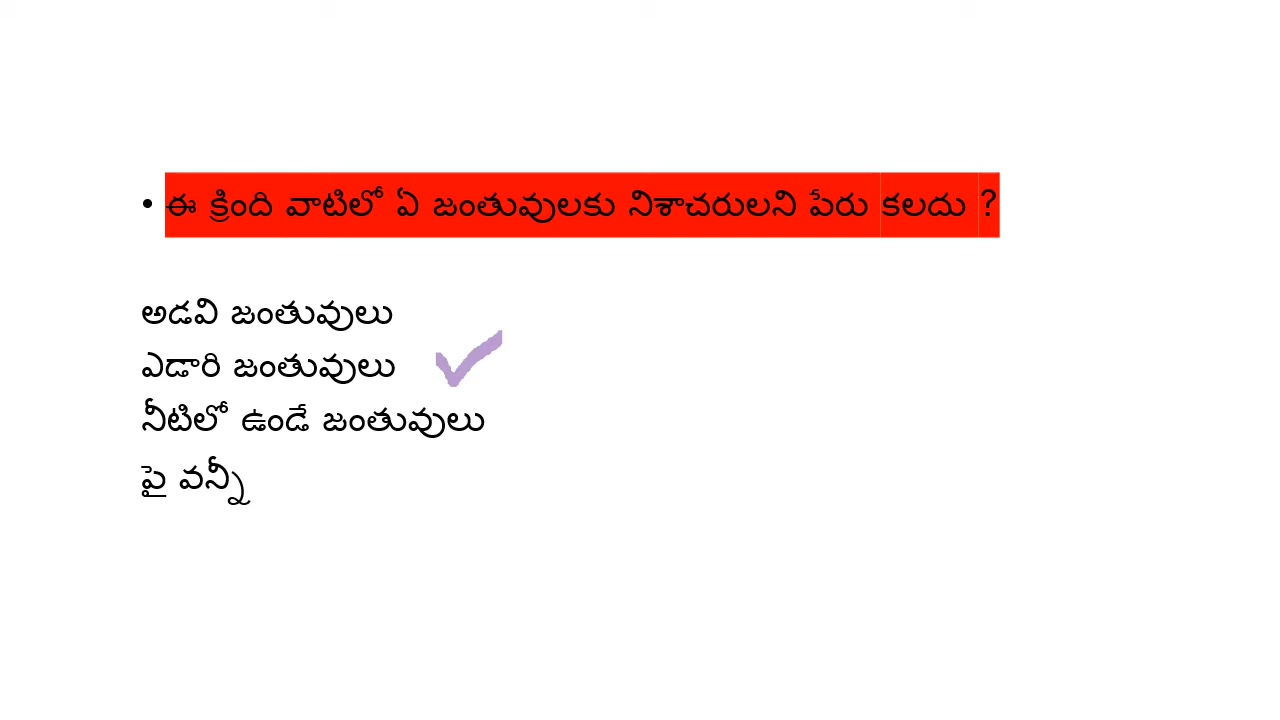 • ఈ క్రింది వాటిలో ఏ జంతువులకు నిశాచరులని పేరు కలదు ?
అడవి జంతువులు
ఎడారి జంతువులు
నీటిలో ఉండే జంతువులు
పై వన్నీ